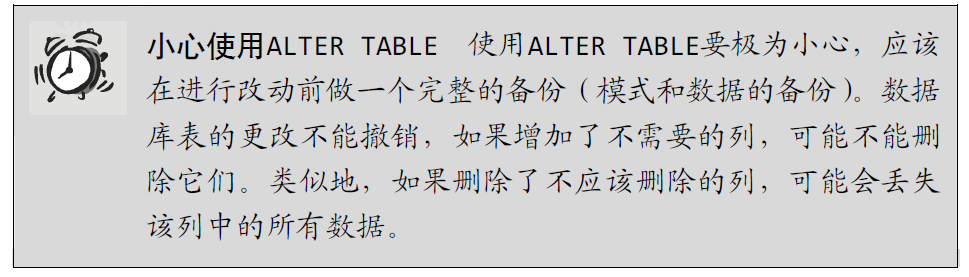 小心使用ALTER TABLE 使用ALTER TABLE要极为小心，应该
在进行改动前做一个完整的备份（模式和数据的备份）。数据
库表的更改不能撤销，如果增加了不需要的列，可能不能删
除它们。类似地，如果删除了不应该删除的列，可能会丢失
该列中的所有数据。